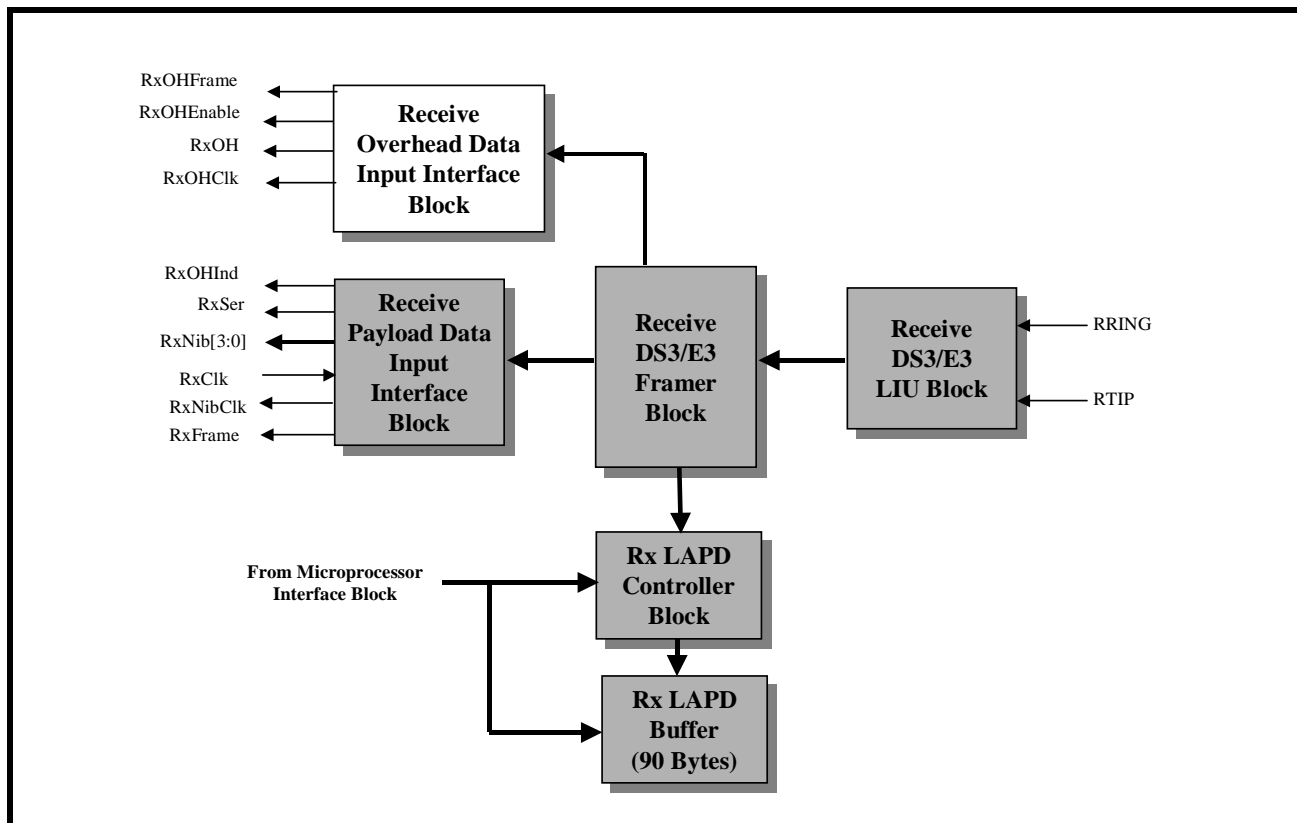 RxOHFrame
RxOHEnable
RxOH
RxOHClk
Receive
Overhead Data
Input Interface
Block
RxOHInd
RxSer
RxNib[3:0]
RxClk
RxNibClk
RxFrame
Receive
Payload Data
Input
Interface
Block
Receive
DS3/E3
Framer
Block
Receive
DS3/E3
LIU Block
RRING
RTIP
From Microprocessor
Interface Block
Rx LAPD
Controller
Block
Rx LAPD
Buffer
(90 Bytes)